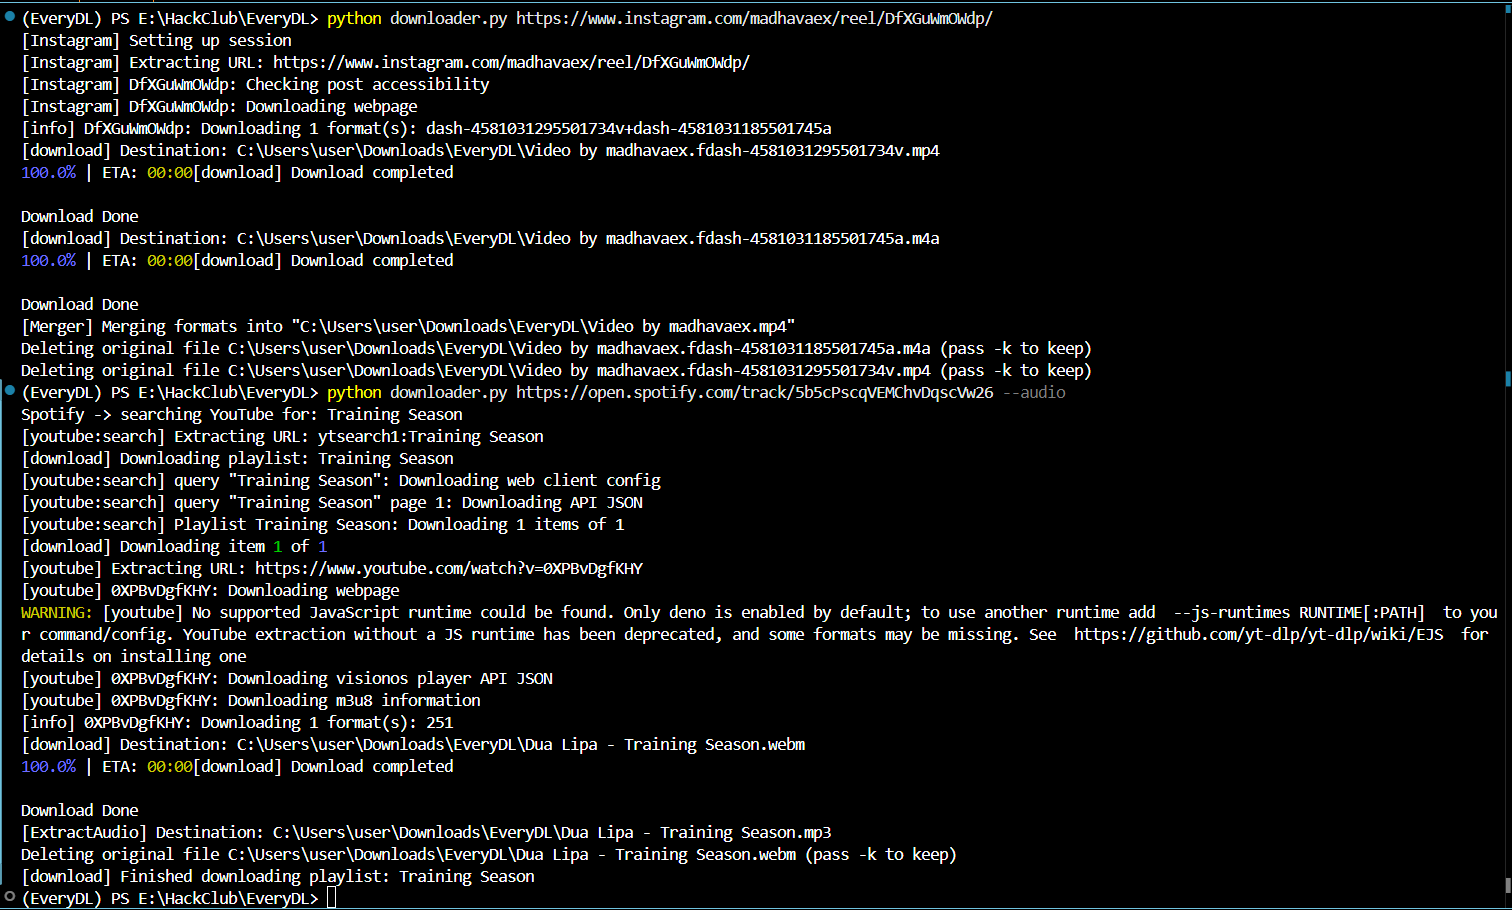 (EveryDL) PS E:\HackClub\EveryDL> python downloader.py https://www.instagram.com/madhavaex/reel/DfXGuWmOWdp/
[Instagram] Setting up session
[Instagram] Extracting URL: https://www.instagram.com/madhavaex/reel/DfXGuWmOWdp/
[Instagram] DfXGuWmOWdp: Checking post accessibility
[Instagram] DfXGuWmOWdp: Downloading webpage
[info] DfXGuWmOWdp: Downloading 1 format(s): dash-4581031295501734v+dash-4581031185501745a
[download] Destination: C:\Users\user\Downloads\EveryDL\Video by madhavaex.fdash-4581031295501734v.mp4
100.0% | ETA: 00:00[download] Download completed
Download Done
[download] Destination: C:\Users\user\Downloads\EveryDL\Video by madhavaex.fdash-4581031185501745a.m4a
100.0% | ETA: 00:00[download] Download completed
Download Done
[Merger] Merging formats into "C:\Users\user\Downloads\EveryDL\Video by madhavaex.mp4"
Deleting original file C:\Users\user\Downloads\EveryDL\Video by madhavaex.fdash-4581031185501745a.m4a (pass -k to keep)
Deleting original file C:\Users\user\Downloads\EveryDL\Video by madhavaex.fdash-4581031295501734v.mp4 (pass -k to keep)
(EveryDL) PS E:\HackClub\EveryDL> python downloader.py https://open.spotify.com/track/5b5cPscqVEMChvDqscVw26 --audio
Spotify -> searching YouTube for: Training Season
[youtube:search] Extracting URL: ytsearch1:Training Season
[download] Downloading playlist: Training Season
[youtube:search] query "Training Season": Downloading web client config
[youtube:search] query "Training Season" page 1: Downloading API JSON
[youtube:search] Playlist Training Season: Downloading 1 items of 1
[download] Downloading item 1 of 1
[youtube] Extracting URL: https://www.youtube.com/watch?v=0XPBvDgfKHY
[youtube] 0XPBvDgfKHY: Downloading webpage
WARNING: [youtube] No supported JavaScript runtime could be found. Only deno is enabled by default; to use another runtime add  --js-runtimes RUNTIME[:PATH]  to you
r command/config. YouTube extraction without a JS runtime has been deprecated, and some formats may be missing. See  https://github.com/yt-dlp/yt-dlp/wiki/EJS  for
details on installing one
[youtube] 0XPBvDgfKHY: Downloading visionos player API JSON
[youtube] 0XPBvDgfKHY: Downloading m3u8 information
[info] 0XPBvDgfKHY: Downloading 1 format(s): 251
[download] Destination: C:\Users\user\Downloads\EveryDL\Dua Lipa - Training Season.webm
100.0% | ETA: 00:00[download] Download completed
Download Done
[ExtractAudio] Destination: C:\Users\user\Downloads\EveryDL\Dua Lipa - Training Season.mp3
Deleting original file C:\Users\user\Downloads\EveryDL\Dua Lipa - Training Season.webm (pass -k to keep)
[download] Finished downloading playlist: Training Season
(EveryDL) PS E:\HackClub\EveryDL>